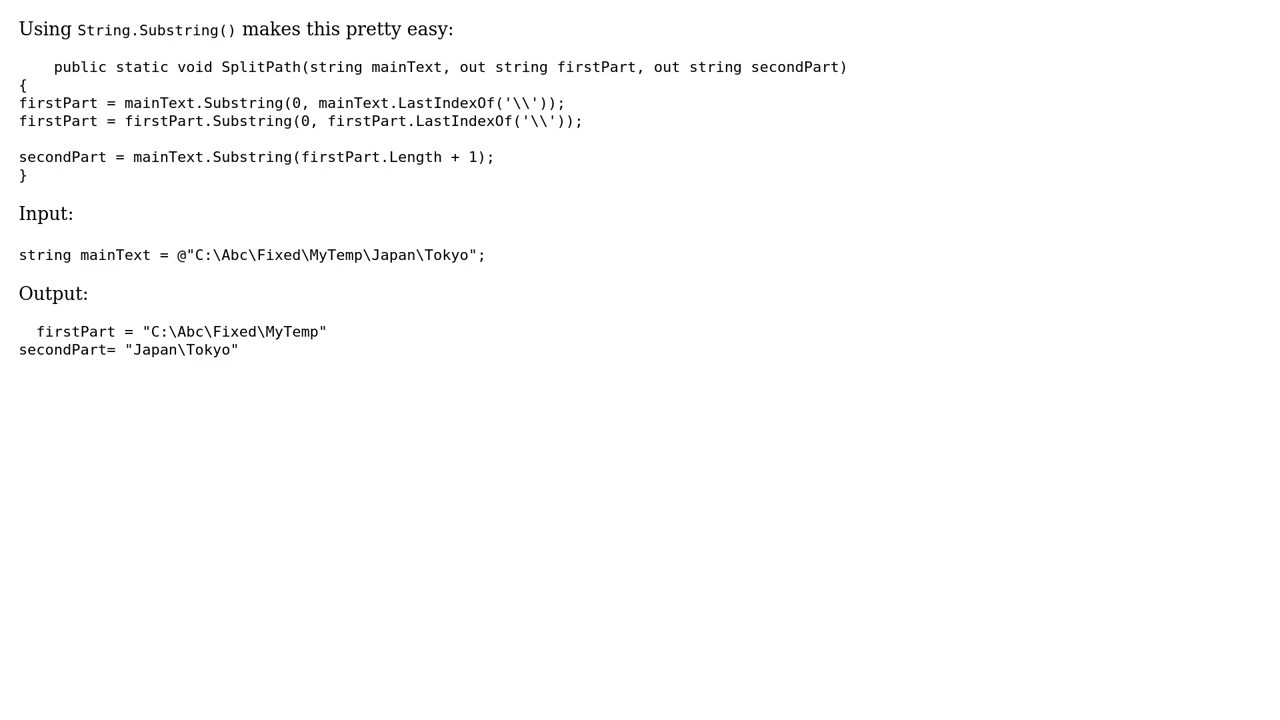 Using String.Substring() makes this pretty easy:
    public static void SplitPath(string mainText, out string firstPart, out string secondPart)
{
firstPart = mainText.Substring(0, mainText.LastIndexOf('\\'));
firstPart = firstPart.Substring(0, firstPart.LastIndexOf('\\'));

secondPart = mainText.Substring(firstPart.Length + 1);
}
Input:
string mainText = @"C:\Abc\Fixed\MyTemp\Japan\Tokyo";
Output:
  firstPart = "C:\Abc\Fixed\MyTemp"
secondPart= "Japan\Tokyo"